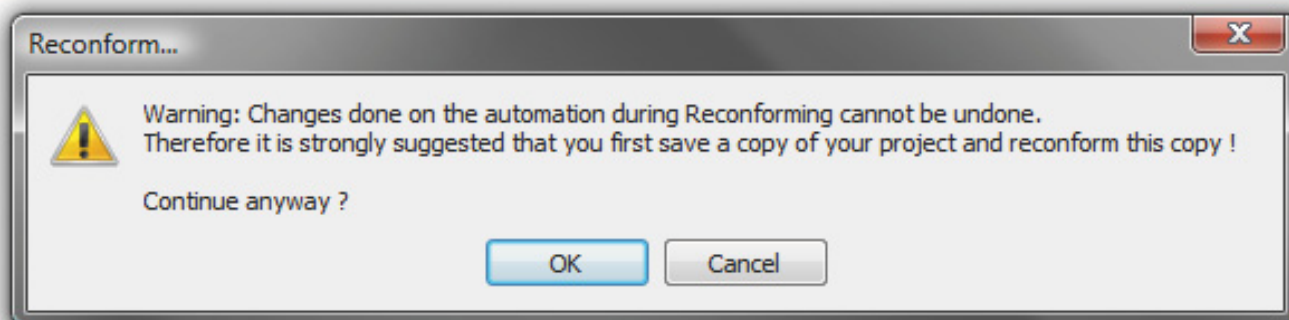 Reconform...
Warning: Changes done on the automation during Reconforming cannot be undone.
Therefore it is strongly suggested that you first save a copy of your project and reconform this copy !
Continue anyway ?
OK
Cancel